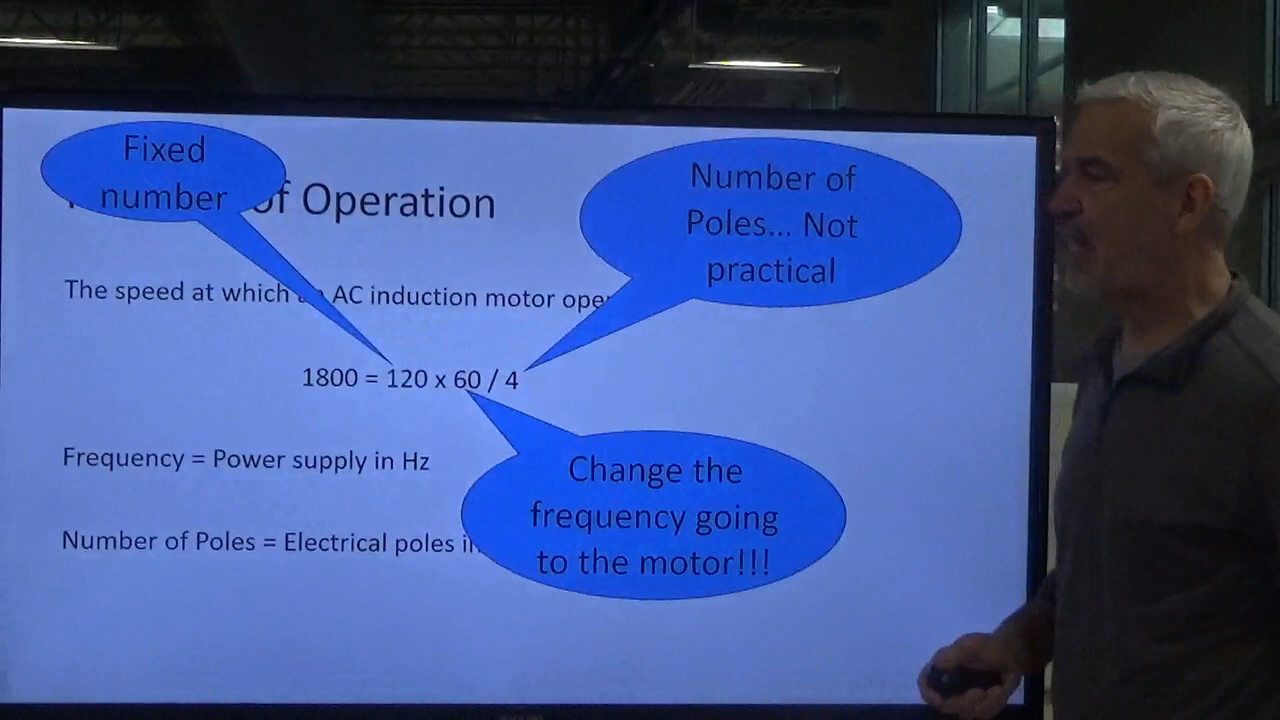 Fixed
number
of Operation
Number of
Poles... Not
practical
The speed at which AC induction motor
1800 = 120 x 60 / 4
Frequency = Power supply in Hz
Change the
frequency going
to the motor!!!
Number of Poles = Electrical poles